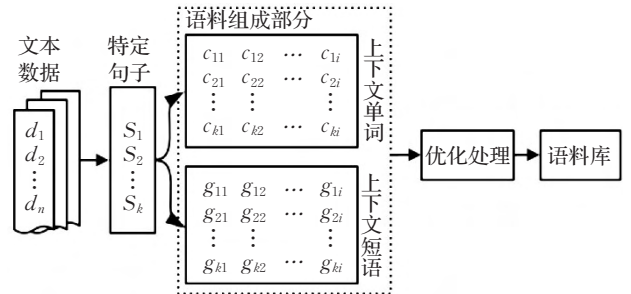 语料组成部分
文本
数据
特定
句子
d1
d2
⋮
dn
S1
S2
⋮
Sk
c11 c12 … c1i
c21 c22 … c2i
⋮ ⋮ ⋮
ck1 ck2 … cki
上下文单词
g11 g12 … g1i
g21 g22 … g2i
⋮ ⋮ ⋮
gk1 gk2 … gki
上下文短语
优化处理
语料库